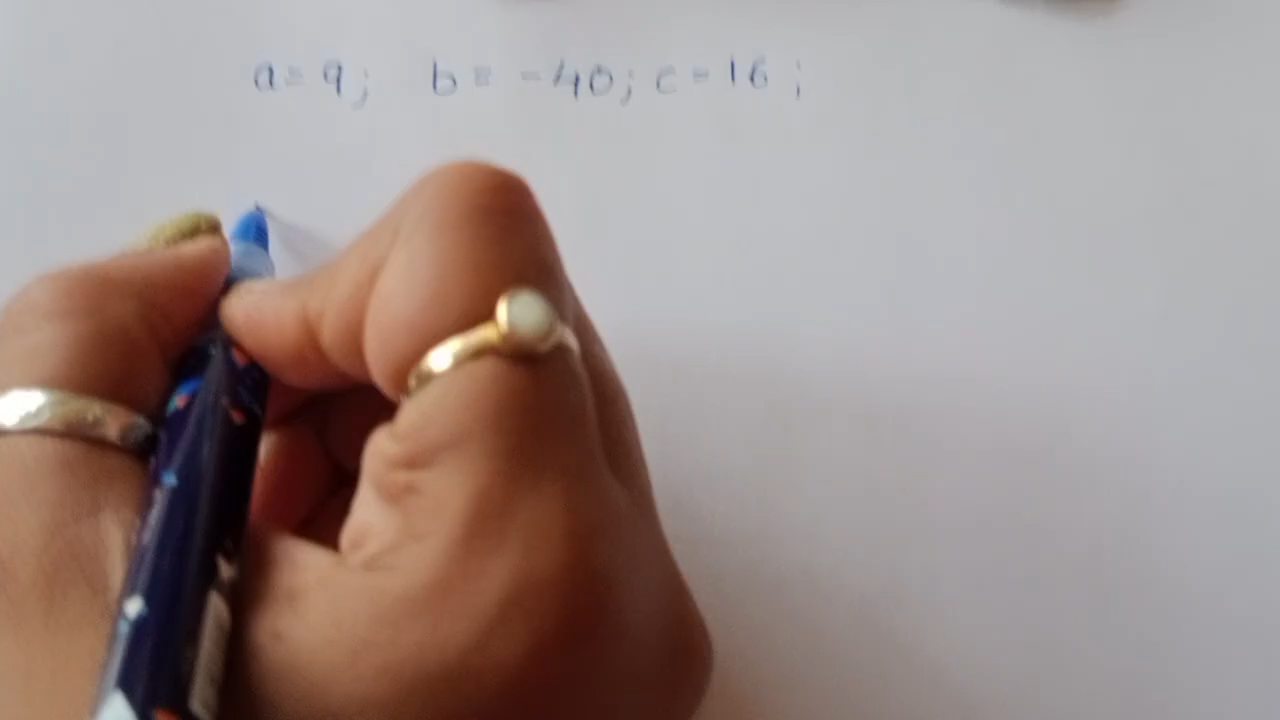 a = 9; b = -40; c = 16;